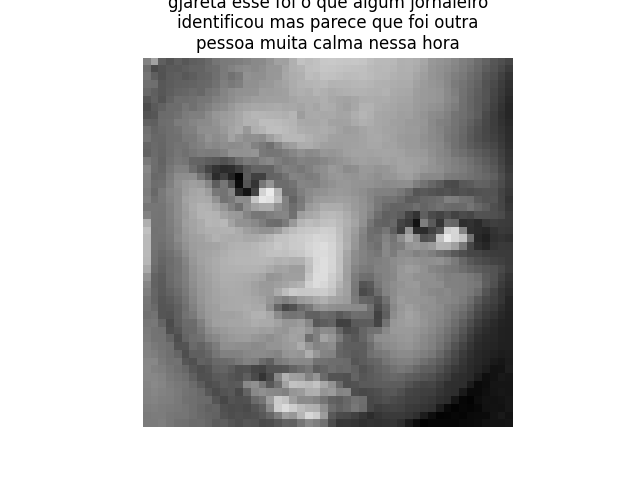 gjareta esse foi o que algum jornaleiro
identificou mas parece que foi outra
pessoa muita calma nessa hora